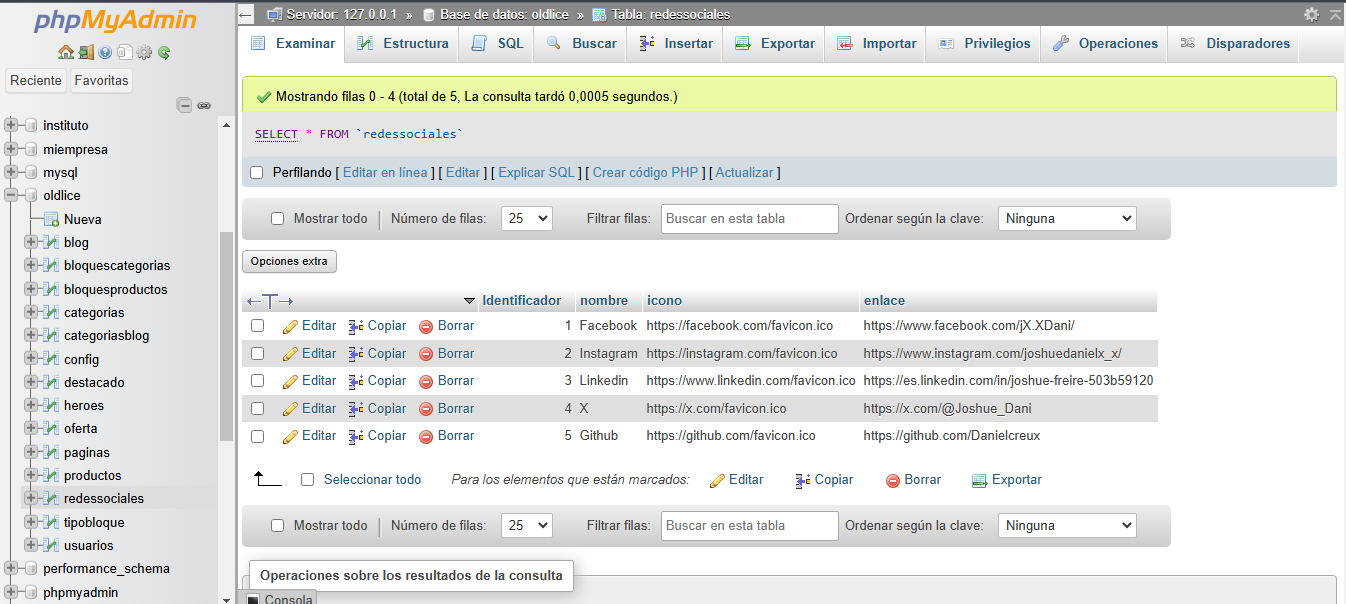 phpMyAdmin
Reciente Favoritas
instituto
miempresa
mysql
oldlice
Nueva
blog
bloquescategorias
bloquesproductos
categorias
categoriasblog
config
destacado
heroes
oferta
paginas
productos
redessociales
tipobloque
usuarios
performance_schema
phpmyadmin
Servidor: 127.0.0.1 » Base de datos: oldlice » Tabla: redessociales
Examinar Estructura SQL Buscar Insertar Exportar Importar Privilegios Operaciones Disparadores
Mostrando filas 0 - 4 (total de 5, La consulta tardó 0,0005 segundos.)
SELECT * FROM `redessociales`
Perfilando [ Editar en línea ] [ Editar ] [ Explicar SQL ] [ Crear código PHP ] [ Actualizar ]
Mostrar todo | Número de filas: 25 Filtrar filas: Buscar en esta tabla Ordenar según la clave: Ninguna
Opciones extra
←T→ Identificador nombre icono enlace
Editar Copiar Borrar 1 Facebook https://facebook.com/favicon.ico https://www.facebook.com/jX.XDani/
Editar Copiar Borrar 2 Instagram https://instagram.com/favicon.ico https://www.instagram.com/joshuedanielx_x/
Editar Copiar Borrar 3 Linkedin https://www.linkedin.com/favicon.ico https://es.linkedin.com/in/joshue-freire-503b59120
Editar Copiar Borrar 4 X https://x.com/favicon.ico https://x.com/@Joshue_Dani
Editar Copiar Borrar 5 Github https://github.com/favicon.ico https://github.com/Danielcreux
Seleccionar todo Para los elementos que están marcados: Editar Copiar Borrar Exportar
Mostrar todo | Número de filas: 25 Filtrar filas: Buscar en esta tabla Ordenar según la clave: Ninguna
Operaciones sobre los resultados de la consulta
Consola